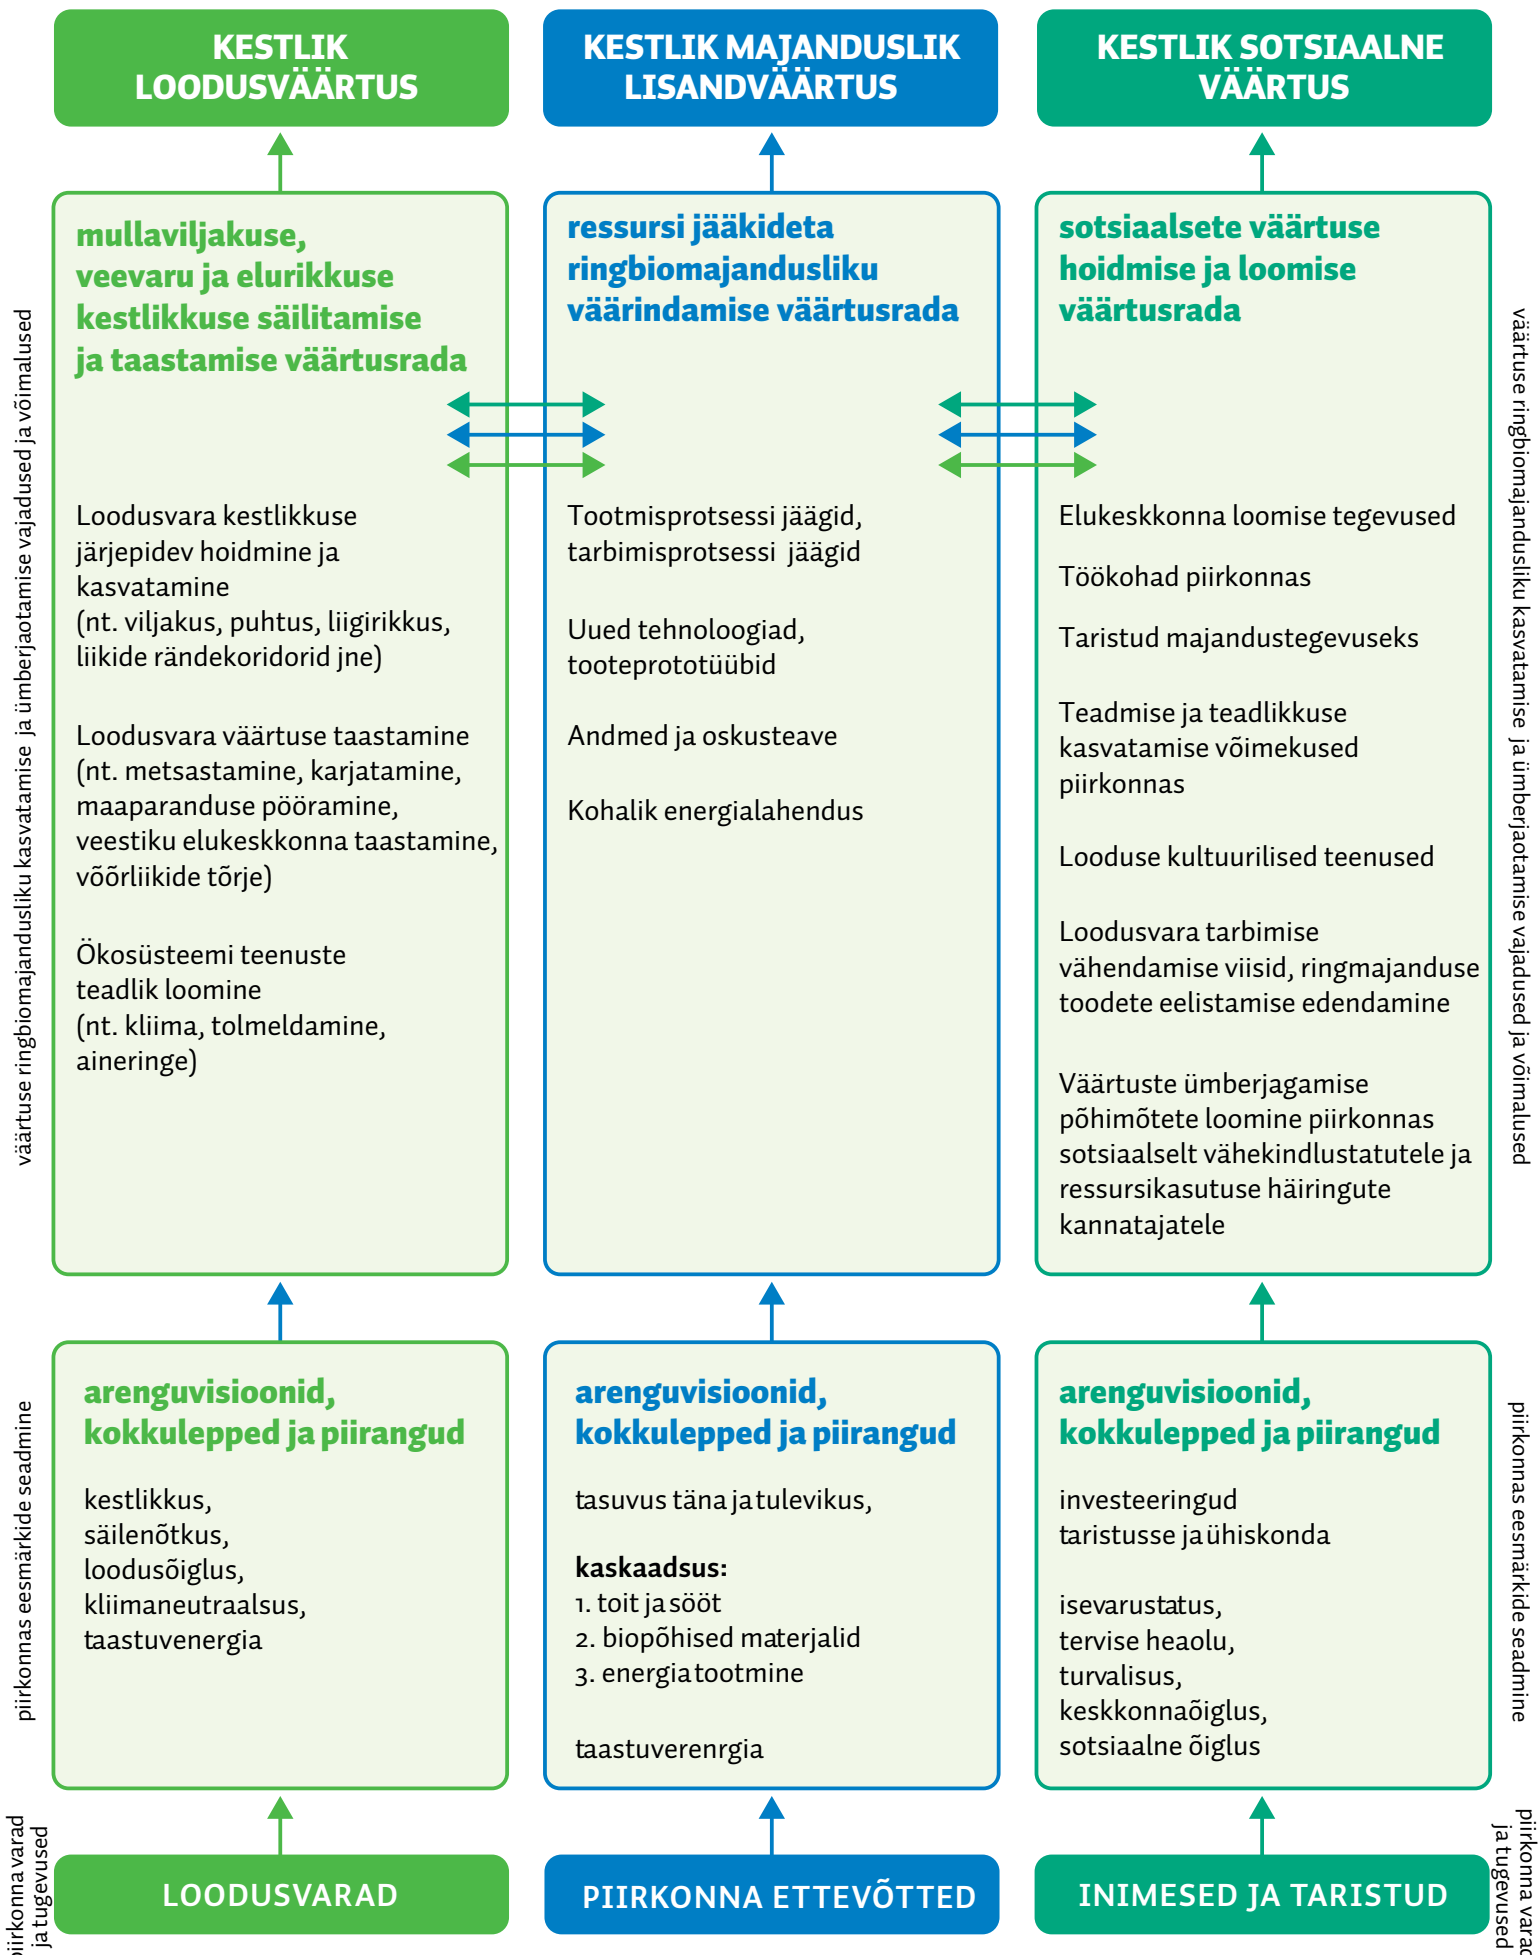 KESTLIK
LOODUSVÄÄRTUS
KESTLIK MAJANDUSLIK
LISANDVÄÄRTUS
KESTLIK SOTSIAALNE
VÄÄRTUS
mullaviljakuse,
veevaru ja elurikkuse
kestlikkuse säilitamise
ja taastamise väärtusrada
Loodusvara kestlikkuse
järjepidev hoidmine ja
kasvatamine
(nt. viljakus, puhtus, liigirikkus,
liikide rändekoridorid jne)
Loodusvara väärtuse taastamine
(nt. metsastamine, karjatamine,
maaparanduse pööramine,
veestiku elukeskkonna taastamine,
võõrliikide tõrje)
Ökosüsteemi teenuste
teadlik loomine
(nt. kliima, tolmeldamine,
aineringe)
ressursi jääkideta
ringbiomajandusliku
väärindamise väärtusrada
Tootmisprotsessi jäägid,
tarbimisprotsessi jäägid
Uued tehnoloogiad,
tooteprototüübid
Andmed ja oskusteave
Kohalik energialahendus
sotsiaalsete väärtuse
hoidmise ja loomise
väärtusrada
Elukeskkonna loomise tegevused
Töökohad piirkonnas
Taristud majandustegevuseks
Teadmise ja teadlikkuse
kasvatamise võimekused
piirkonnas
Looduse kultuurilised teenused
Loodusvara tarbimise
vähendamise viisid, ringmajanduse
toodete eelistamise edendamine
Väärtuste ümberjagamise
põhimõtete loomine piirkonnas
sotsiaalselt vähekindlustatutele ja
ressursikasutuse häiringute
kannatajatele
väärtuse ringbiomajandusliku kasvatamise ja ümberjaotamise vajadused ja võimalused
väärtuse ringbiomajandusliku kasvatamise ja ümberjaotamise vajadused ja võimalused
arenguvisioonid,
kokkulepped ja piirangud
kestlikkus,
säilenõtkus,
loodusõiglus,
kliimaneutraalsus,
taastuvenergia
arenguvisioonid,
kokkulepped ja piirangud
tasuvus täna ja tulevikus,
kaskaadsus:
1. toit ja sööt
2. biopõhised materjalid
3. energia tootmine
taastuverenrgia
arenguvisioonid,
kokkulepped ja piirangud
investeeringud
taristusse ja ühiskonda
isevarustatus,
tervise heaolu,
turvalisus,
keskkonnaõiglus,
sotsiaalne õiglus
piirkonnas eesmärkide seadmine
piirkonnas eesmärkide seadmine
LOODUSVARAD
PIIRKONNA ETTEVÕTTED
INIMESED JA TARISTUD
piirkonna varad
ja tugevused
piirkonna varad
ja tugevused